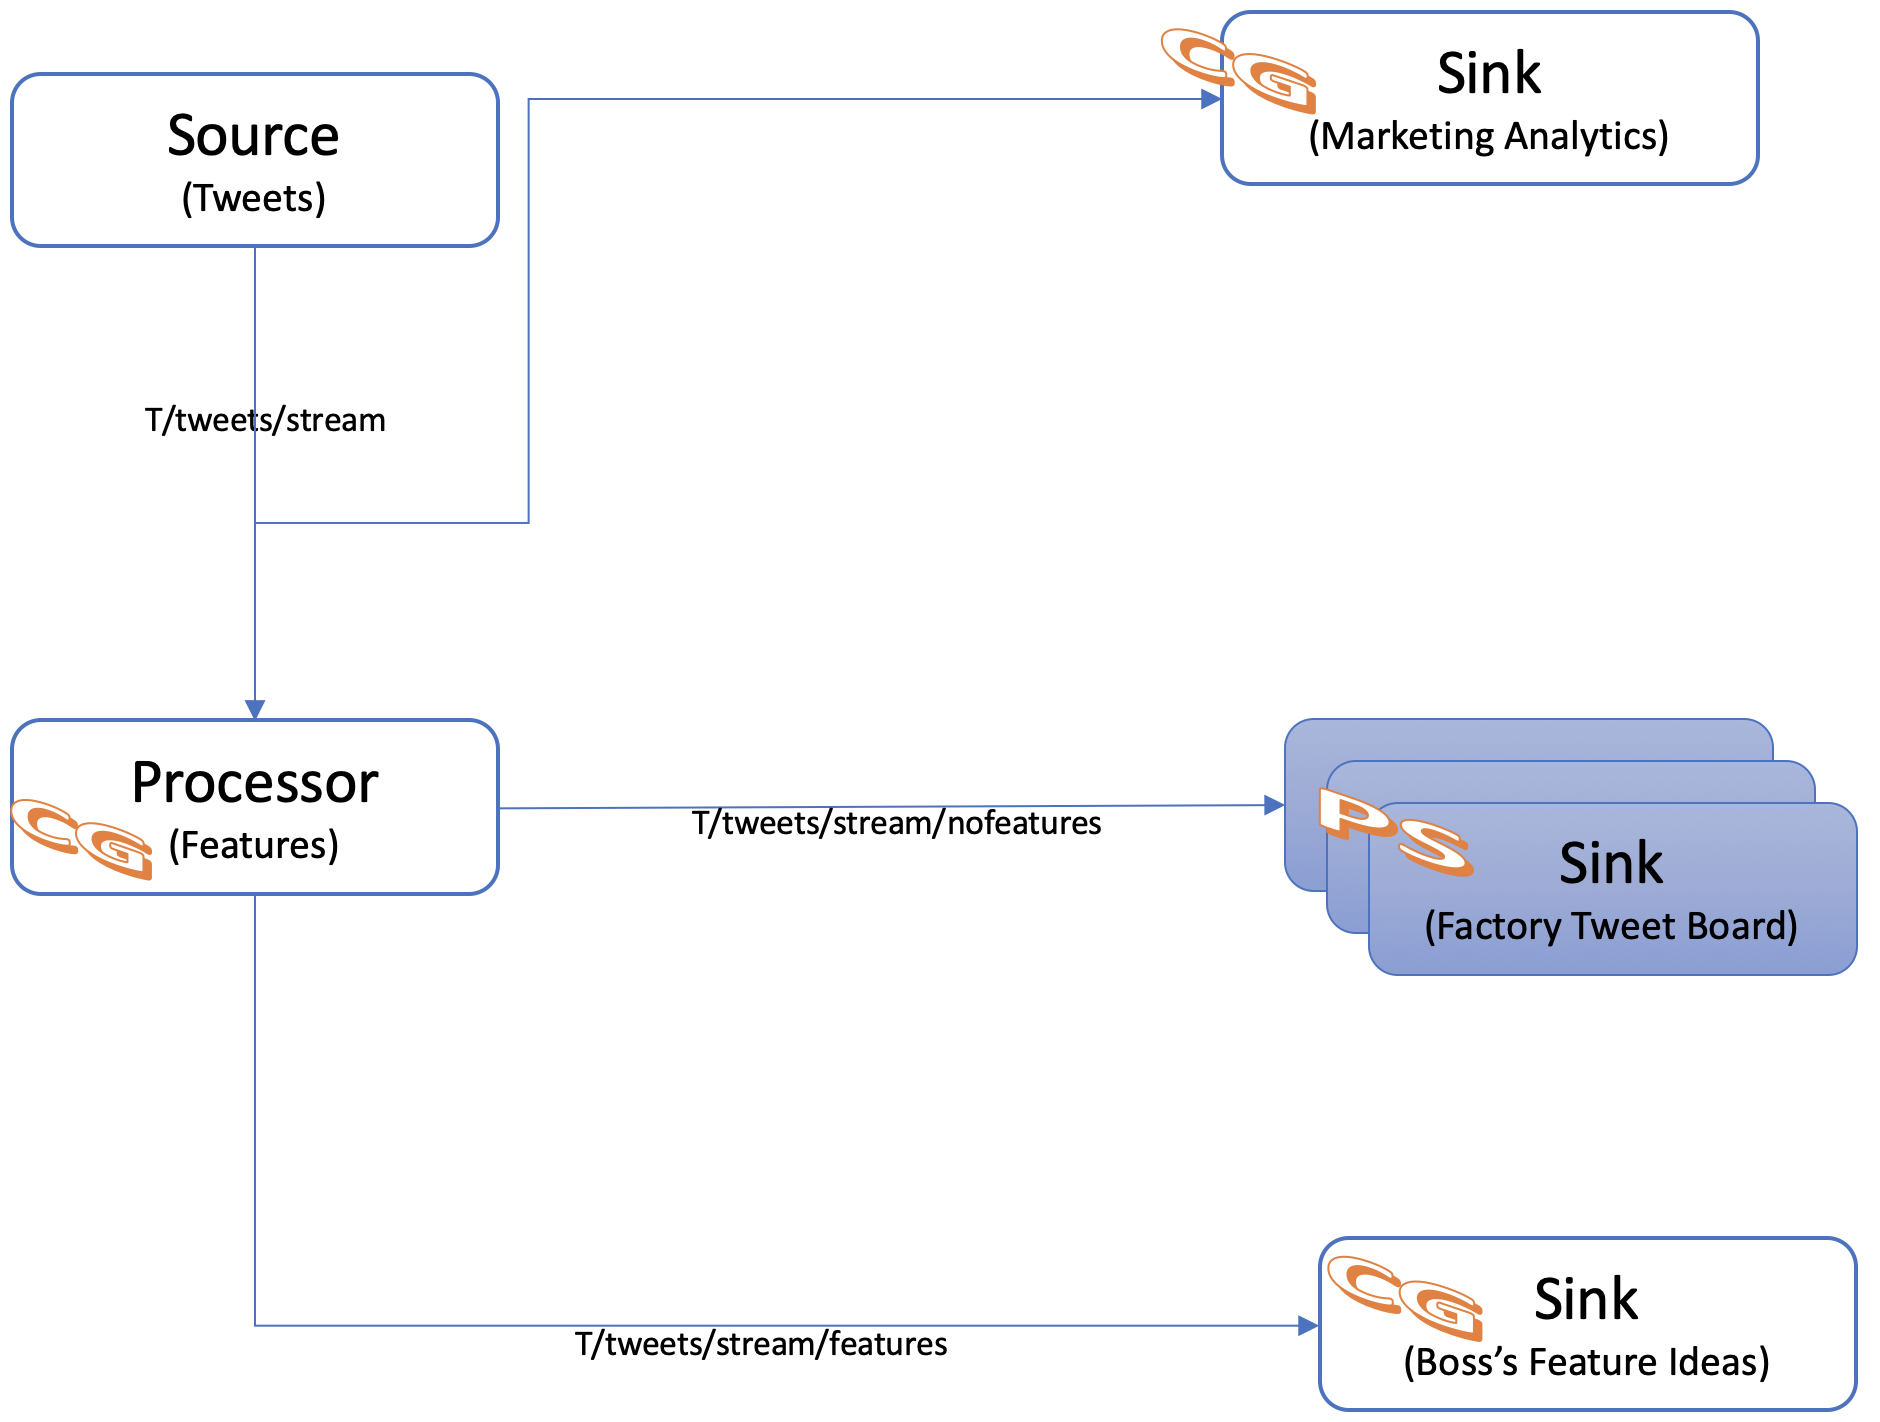 Source
(Tweets)
CG
Sink
(Marketing Analytics)
T/tweets/stream
Processor
CG
(Features)
T/tweets/stream/nofeatures
PS
Sink
(Factory Tweet Board)
T/tweets/stream/features
CG
Sink
(Boss’s Feature Ideas)